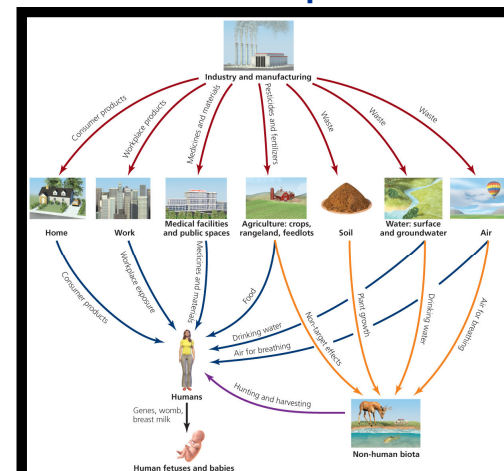 Industry and manufacturing
Consumer products
Workplace products
Medicines and materials
Pesticides and fertilizers
Waste
Waste
Waste
Home
Work
Medical facilities
and public spaces
Agriculture: crops,
rangeland, feedlots
Soil
Water: surface
and groundwater
Air
Consumer products
Workplace exposure
Medicines and materials
Food
Drinking water
Air for breathing
Non-target effects
Plant growth
Drinking water
Air for breathing
Humans
Hunting and harvesting
Non-human biota
Genes, womb,
breast milk
Human fetuses and babies